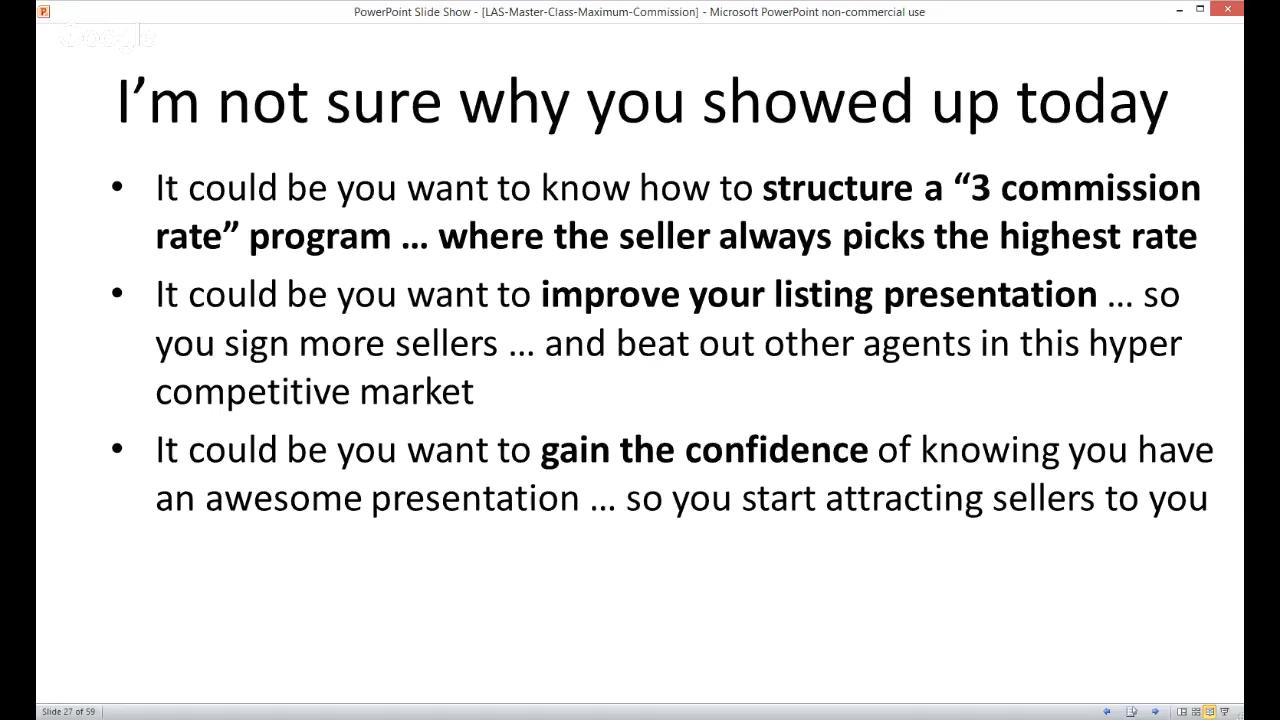 PowerPoint Slide Show - [LAS-Master-Class-Maximum-Commission] - Microsoft PowerPoint non-commercial use
Google
I’m not sure why you showed up today
• It could be you want to know how to structure a “3 commission
rate” program … where the seller always picks the highest rate
• It could be you want to improve your listing presentation … so
you sign more sellers … and beat out other agents in this hyper
competitive market
• It could be you want to gain the confidence of knowing you have
an awesome presentation … so you start attracting sellers to you
Slide 27 of 59